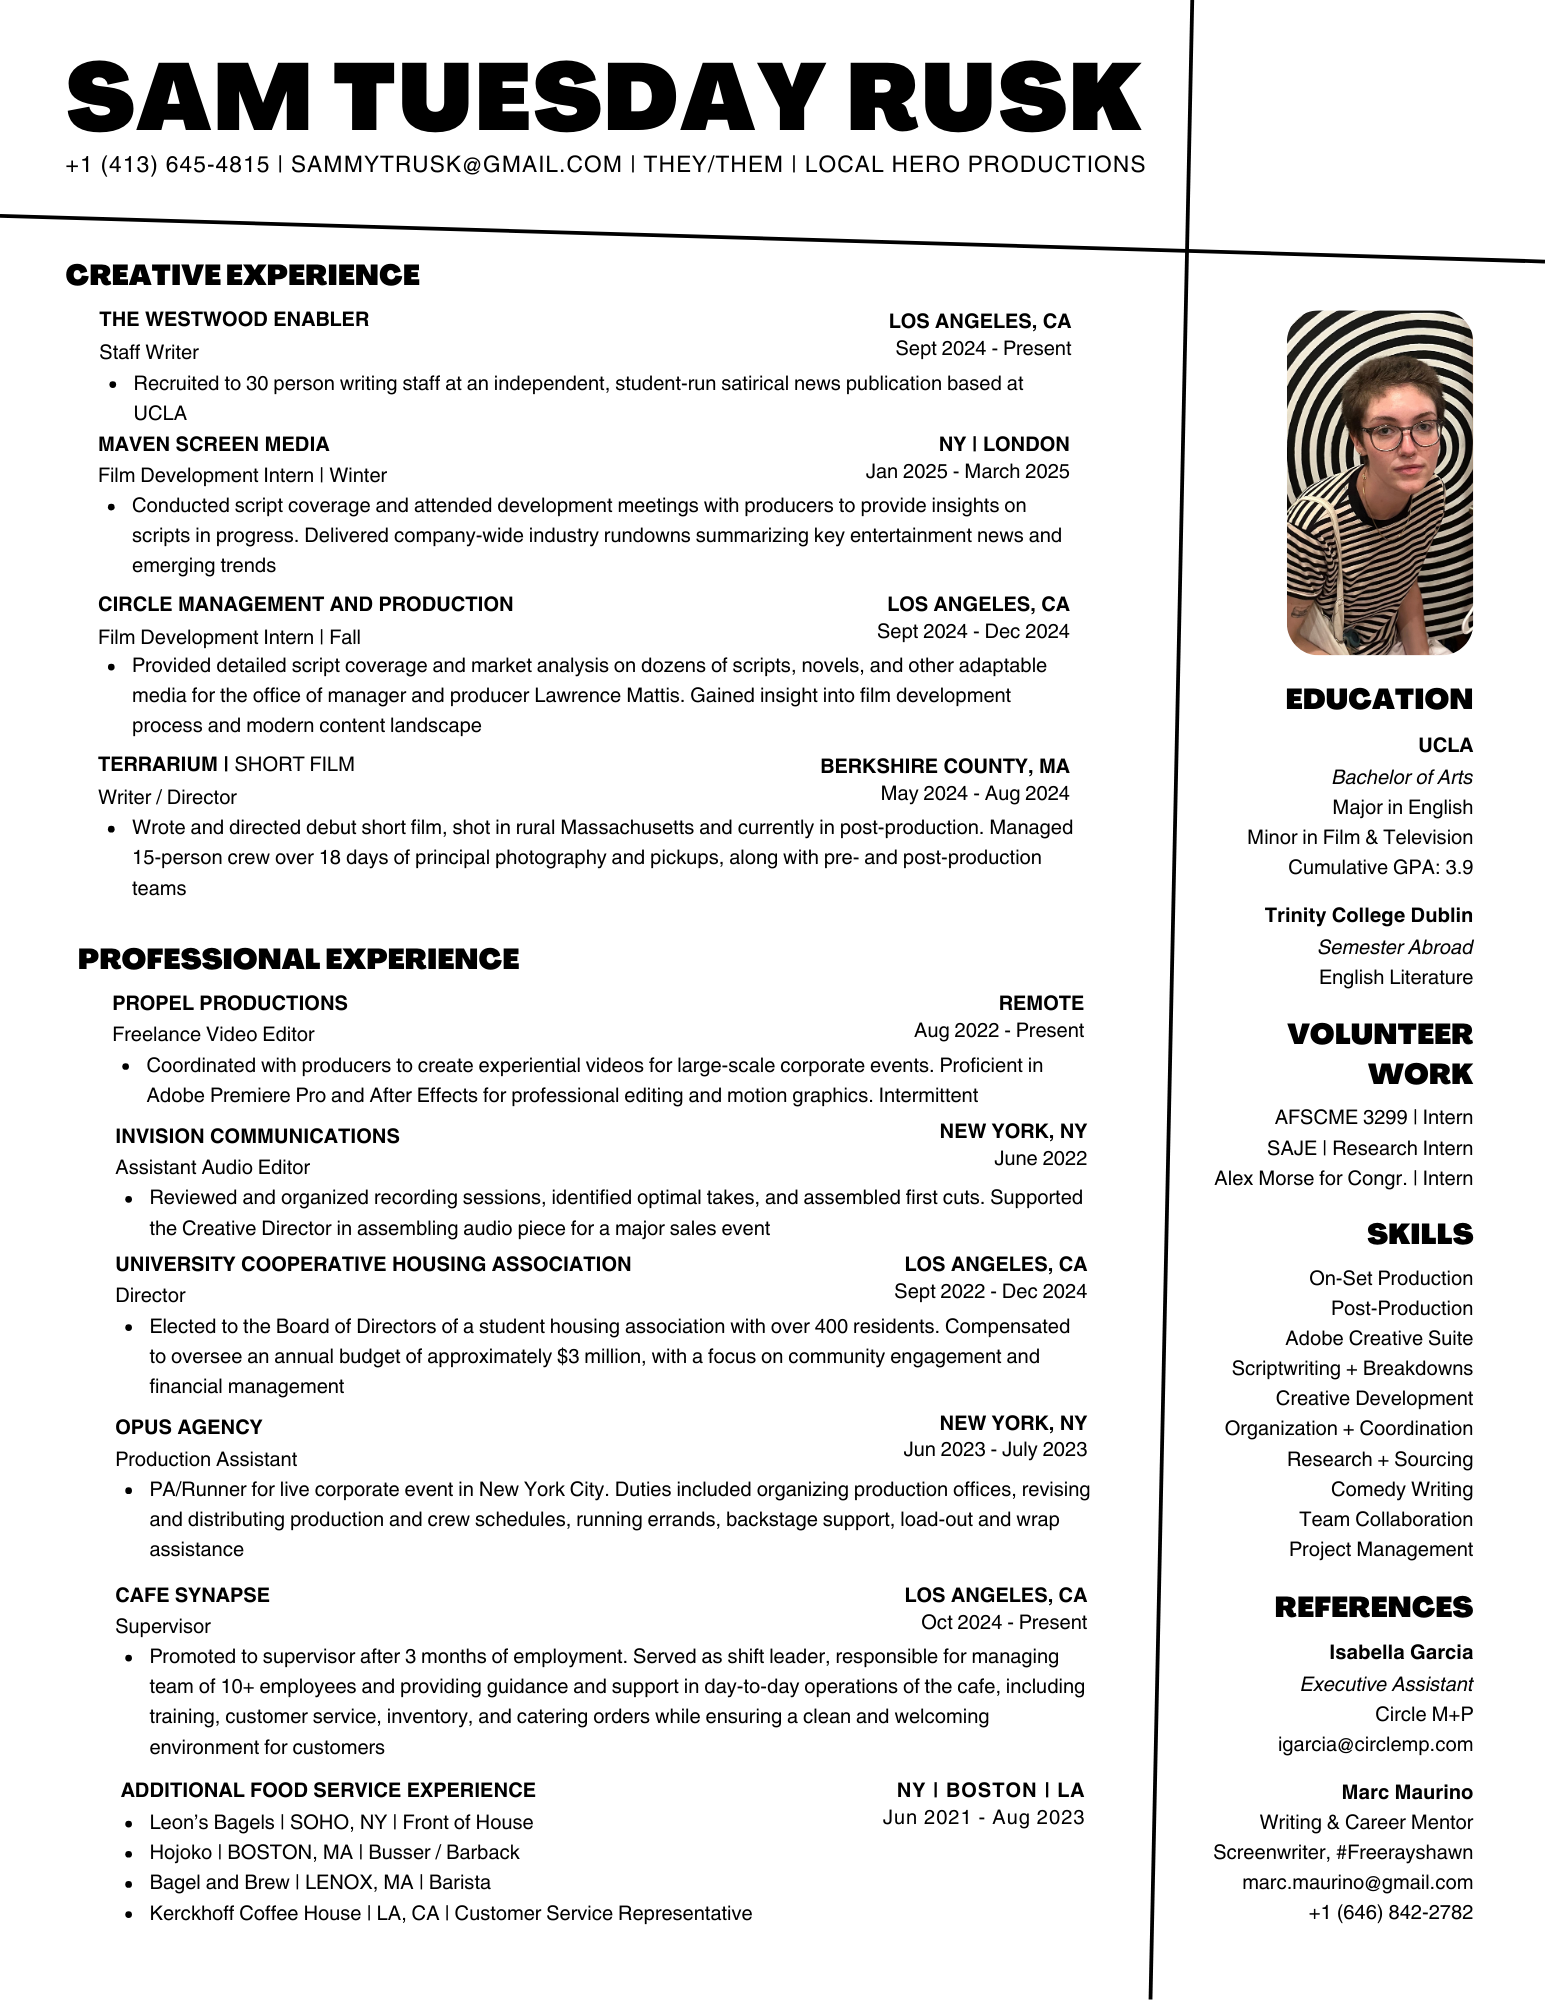 SAM TUESDAY RUSK
+1 (413) 645-4815 | SAMMYTRUSK@GMAIL.COM | THEY/THEM | LOCAL HERO PRODUCTIONS
CREATIVE EXPERIENCE
THE WESTWOOD ENABLER
LOS ANGELES, CA
Staff Writer
Sept 2024 - Present
• Recruited to 30 person writing staff at an independent, student-run satirical news publication based at
UCLA
MAVEN SCREEN MEDIA
NY | LONDON
Film Development Intern | Winter
Jan 2025 - March 2025
• Conducted script coverage and attended development meetings with producers to provide insights on
scripts in progress. Delivered company-wide industry rundowns summarizing key entertainment news and
emerging trends
CIRCLE MANAGEMENT AND PRODUCTION
LOS ANGELES, CA
Film Development Intern | Fall
Sept 2024 - Dec 2024
• Provided detailed script coverage and market analysis on dozens of scripts, novels, and other adaptable
media for the office of manager and producer Lawrence Mattis. Gained insight into film development
process and modern content landscape
TERRARIUM | SHORT FILM
BERKSHIRE COUNTY, MA
Writer / Director
May 2024 - Aug 2024
• Wrote and directed debut short film, shot in rural Massachusetts and currently in post-production. Managed
15-person crew over 18 days of principal photography and pickups, along with pre- and post-production
teams
PROFESSIONAL EXPERIENCE
PROPEL PRODUCTIONS
REMOTE
Freelance Video Editor
Aug 2022 - Present
• Coordinated with producers to create experiential videos for large-scale corporate events. Proficient in
Adobe Premiere Pro and After Effects for professional editing and motion graphics. Intermittent
INVISION COMMUNICATIONS
NEW YORK, NY
Assistant Audio Editor
June 2022
• Reviewed and organized recording sessions, identified optimal takes, and assembled first cuts. Supported
the Creative Director in assembling audio piece for a major sales event
UNIVERSITY COOPERATIVE HOUSING ASSOCIATION
LOS ANGELES, CA
Director
Sept 2022 - Dec 2024
• Elected to the Board of Directors of a student housing association with over 400 residents. Compensated
to oversee an annual budget of approximately $3 million, with a focus on community engagement and
financial management
OPUS AGENCY
NEW YORK, NY
Production Assistant
Jun 2023 - July 2023
• PA/Runner for live corporate event in New York City. Duties included organizing production offices, revising
and distributing production and crew schedules, running errands, backstage support, load-out and wrap
assistance
CAFE SYNAPSE
LOS ANGELES, CA
Supervisor
Oct 2024 - Present
• Promoted to supervisor after 3 months of employment. Served as shift leader, responsible for managing
team of 10+ employees and providing guidance and support in day-to-day operations of the cafe, including
training, customer service, inventory, and catering orders while ensuring a clean and welcoming
environment for customers
ADDITIONAL FOOD SERVICE EXPERIENCE
NY | BOSTON | LA
Jun 2021 - Aug 2023
• Leon’s Bagels | SOHO, NY | Front of House
• Hojoko | BOSTON, MA | Busser / Barback
• Bagel and Brew | LENOX, MA | Barista
• Kerckhoff Coffee House | LA, CA | Customer Service Representative
EDUCATION
UCLA
Bachelor of Arts
Major in English
Minor in Film & Television
Cumulative GPA: 3.9
Trinity College Dublin
Semester Abroad
English Literature
VOLUNTEER
WORK
AFSCME 3299 | Intern
SAJE | Research Intern
Alex Morse for Congr. | Intern
SKILLS
On-Set Production
Post-Production
Adobe Creative Suite
Scriptwriting + Breakdowns
Creative Development
Organization + Coordination
Research + Sourcing
Comedy Writing
Team Collaboration
Project Management
REFERENCES
Isabella Garcia
Executive Assistant
Circle M+P
igarcia@circlemp.com
Marc Maurino
Writing & Career Mentor
Screenwriter, #Freerayshawn
marc.maurino@gmail.com
+1 (646) 842-2782